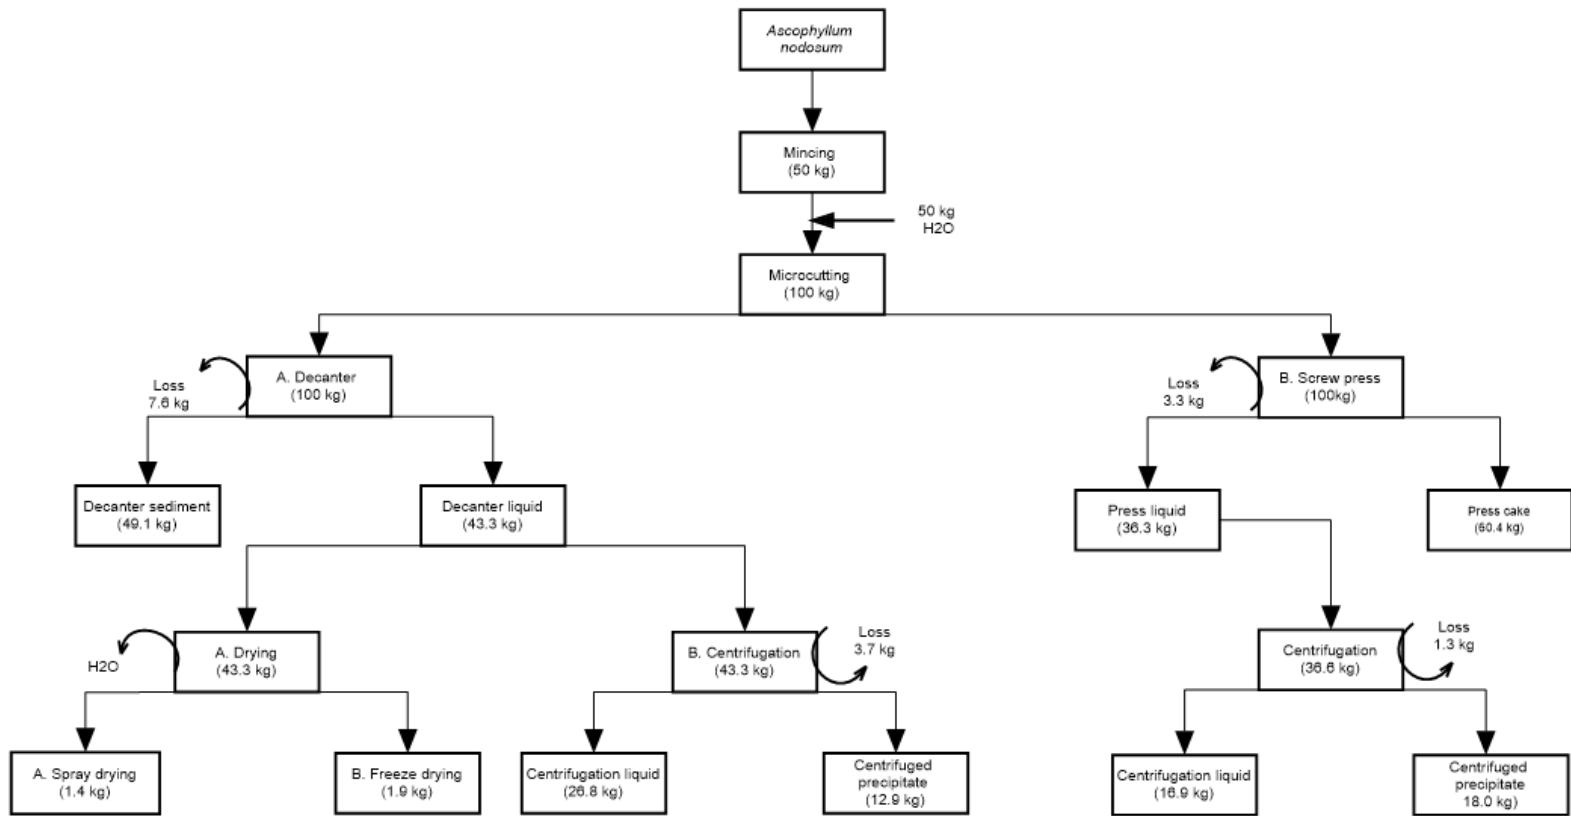 Ascophyllum
nodosum
Mincing
(50 kg)
50 kg
H2O
Microcutting
(100 kg)
Loss
7.6 kg
A. Decanter
(100 kg)
Loss
3.3 kg
B. Screw press
(100kg)
Decanter sediment
(49.1 kg)
Decanter liquid
(43.3 kg)
Press liquid
(36.3 kg)
Press cake
(60.4 kg)
H2O
A. Drying
(43.3 kg)
B. Centrifugation
(43.3 kg)
Loss
3.7 kg
Centrifugation
(36.6 kg)
Loss
1.3 kg
A. Spray drying
(1.4 kg)
B. Freeze drying
(1.9 kg)
Centrifugation liquid
(26.8 kg)
Centrifuged
precipitate
(12.9 kg)
Centrifugation liquid
(16.9 kg)
Centrifuged
precipitate
18.0 kg)